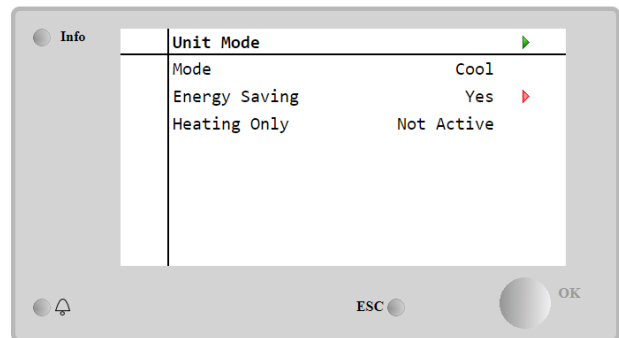 Info
Unit Mode
Mode Cool
Energy Saving Yes
Heating Only Not Active
ESC
OK